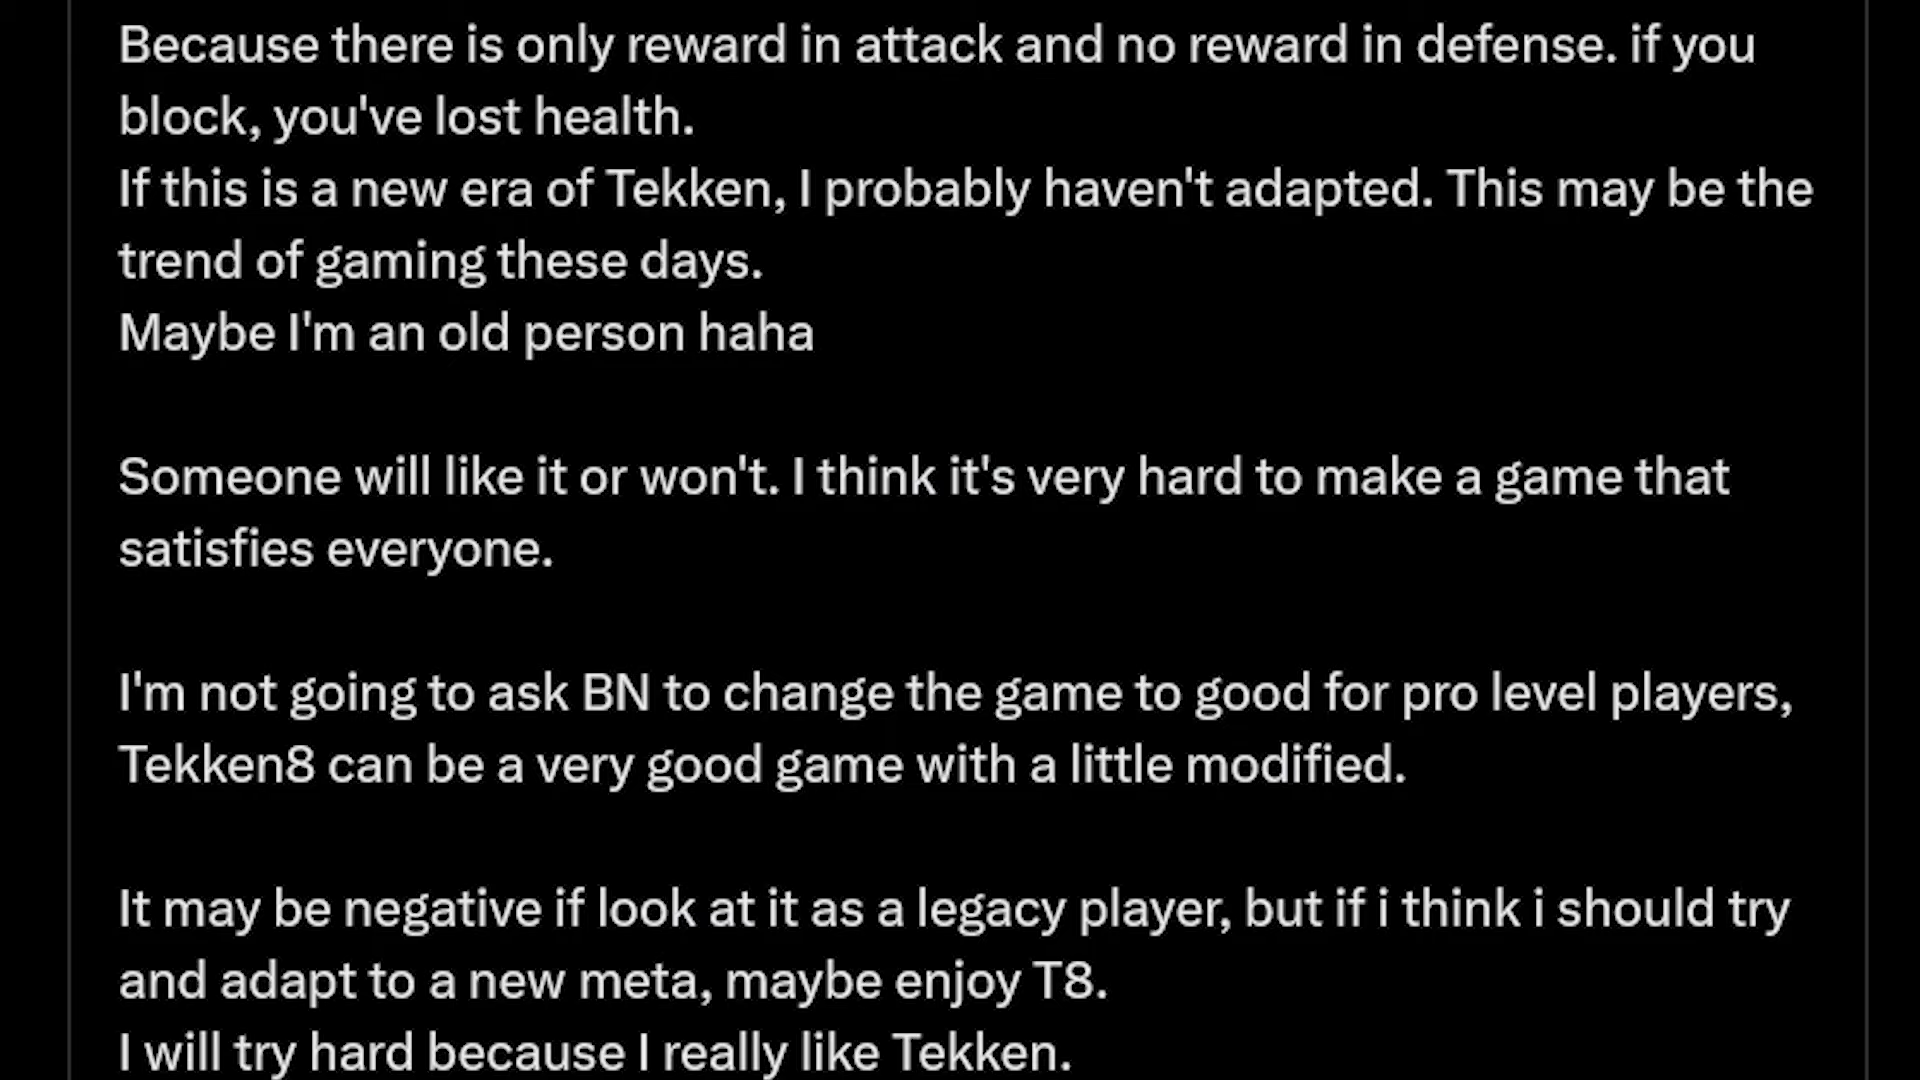 Because there is only reward in attack and no reward in defense. if you
block, you've lost health.
If this is a new era of Tekken, I probably haven't adapted. This may be the
trend of gaming these days.
Maybe I'm an old person haha
Someone will like it or won't. I think it's very hard to make a game that
satisfies everyone.
I'm not going to ask BN to change the game to good for pro level players,
Tekken8 can be a very good game with a little modified.
It may be negative if look at it as a legacy player, but if i think i should try
and adapt to a new meta, maybe enjoy T8.
I will try hard because I really like Tekken.